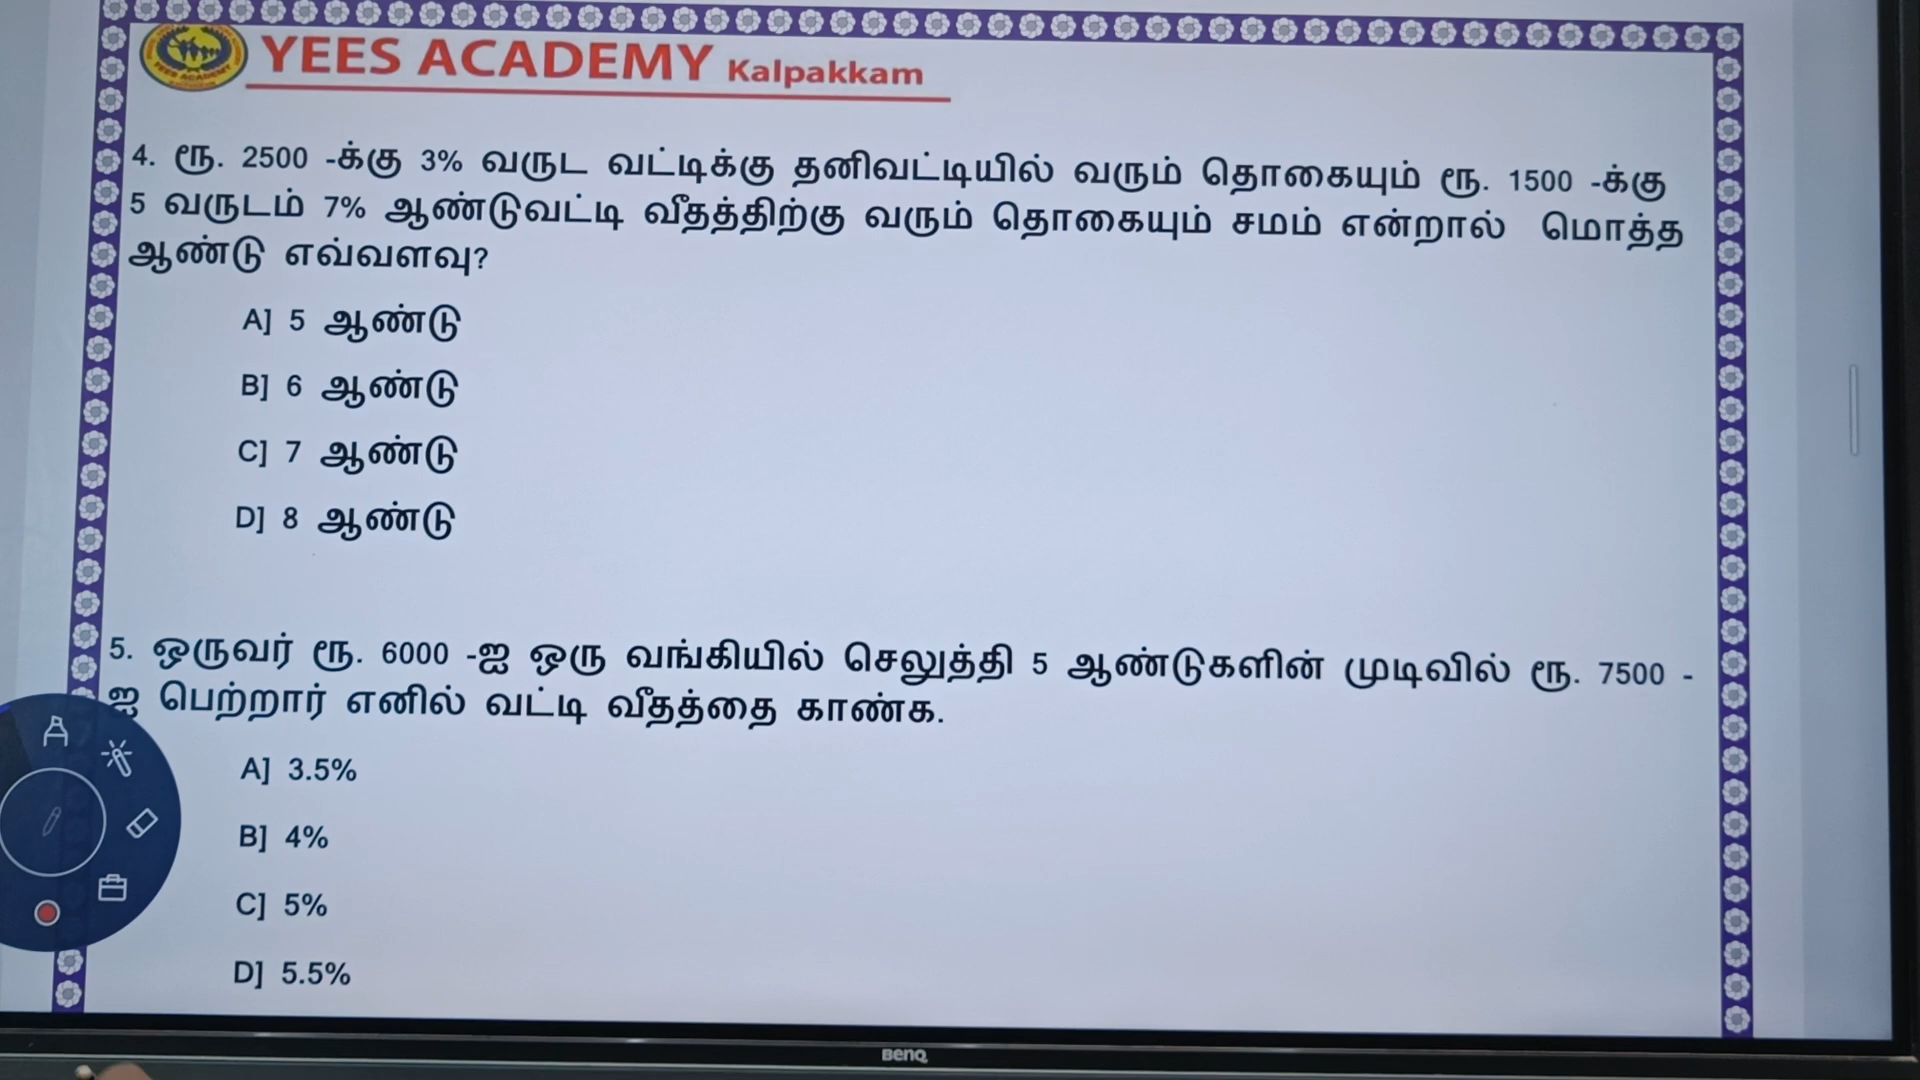 YEES ACADEMY Kalpakkam
4. ரூ. 2500 -க்கு 3% வருட வட்டிக்கு தனிவட்டியில் வரும் தொகையும் ரூ. 1500 -க்கு
5 வருடம் 7% ஆண்டுவட்டி வீதத்திற்கு வரும் தொகையும் சமம் என்றால் மொத்த
ஆண்டு எவ்வளவு?
A] 5 ஆண்டு
B] 6 ஆண்டு
C] 7 ஆண்டு
D] 8 ஆண்டு
5. ஒருவர் ரூ. 6000 -ஐ ஒரு வங்கியில் செலுத்தி 5 ஆண்டுகளின் முடிவில் ரூ. 7500 -
ஐ பெற்றார் எனில் வட்டி வீதத்தை காண்க.
A] 3.5%
B] 4%
C] 5%
D] 5.5%
BenQ